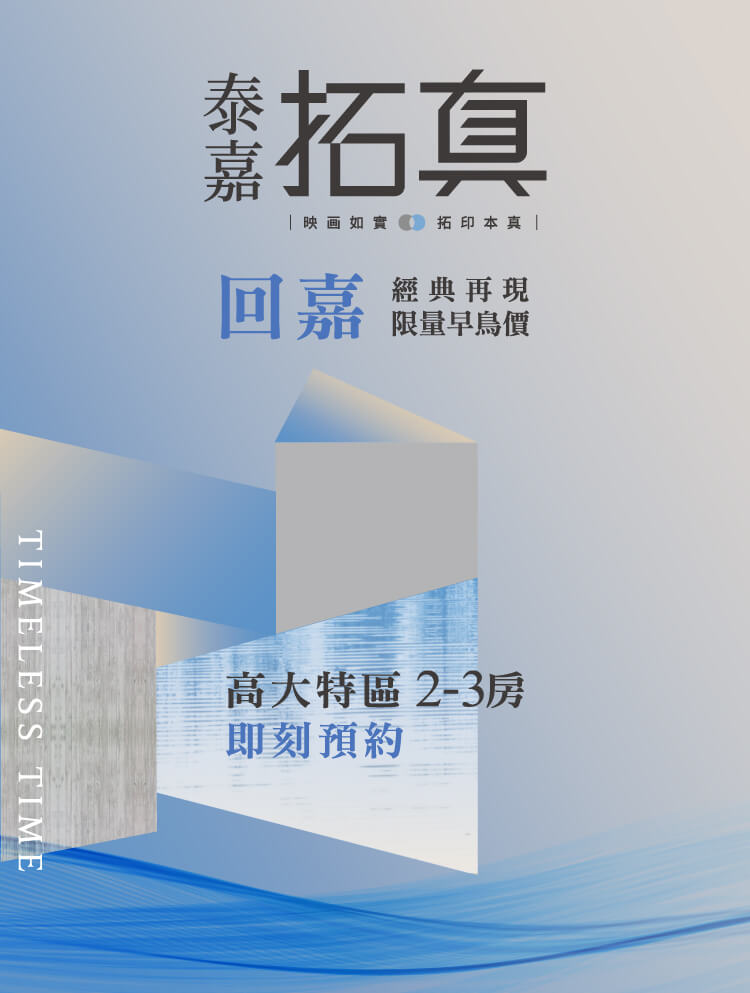 泰嘉 拓真
映画如實 拓印本真
回嘉
經典再現
限量早鳥價
高大特區 2-3房
即刻預約
TIMELESS TIME